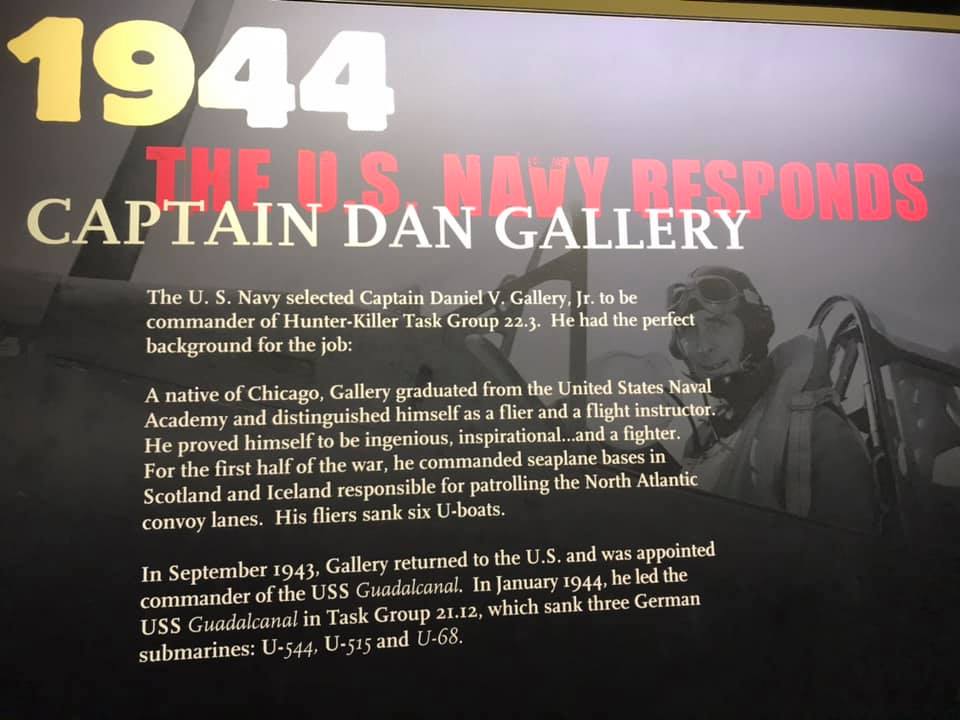 1944
THE U.S. NAVY RESPONDS
CAPTAIN DAN GALLERY
The U. S. Navy selected Captain Daniel V. Gallery, Jr. to be
commander of Hunter-Killer Task Group 22.3. He had the perfect
background for the job:
A native of Chicago, Gallery graduated from the United States Naval
Academy and distinguished himself as a flier and a flight instructor.
He proved himself to be ingenious, inspirational...and a fighter.
For the first half of the war, he commanded seaplane bases in
Scotland and Iceland responsible for patrolling the North Atlantic
convoy lanes. His fliers sank six U-boats.
In September 1943, Gallery returned to the U.S. and was appointed
commander of the USS Guadalcanal. In January 1944, he led the
USS Guadalcanal in Task Group 21.12, which sank three German
submarines: U-544, U-515 and U-68.